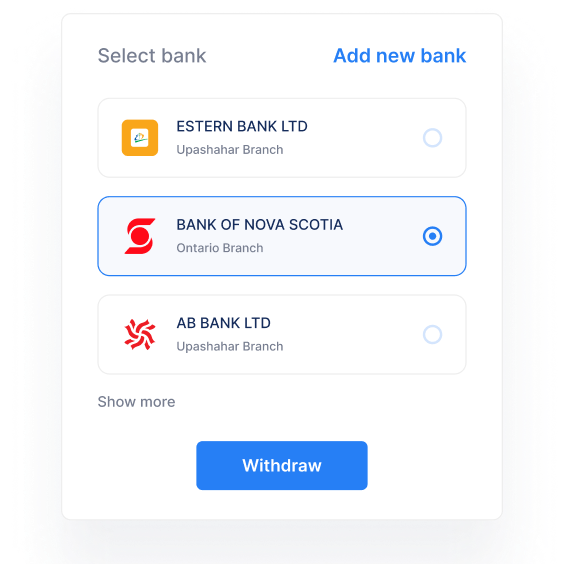 Select bank
Add new bank
ESTERN BANK LTD
Upashahar Branch
BANK OF NOVA SCOTIA
Ontario Branch
AB BANK LTD
Upashahar Branch
Show more
Withdraw